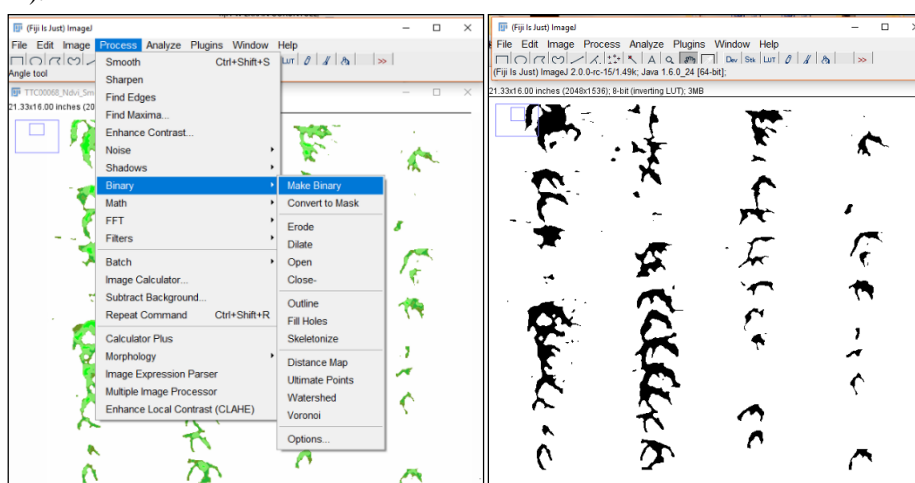 ).
(Fiji Is Just) ImageJ
File Edit Image Process Analyze Plugins Window Help
LUT >>
Angle tool
TTC00068_Ndvi_Sm
21.33x16.00 inches (20
Smooth Ctrl+Shift+S
Sharpen
Find Edges
Find Maxima...
Enhance Contrast...
Noise
Shadows
Binary
Math
FFT
Filters
Batch
Image Calculator...
Subtract Background...
Repeat Command Ctrl+Shift+R
Calculator Plus
Morphology
Image Expression Parser
Multiple Image Processor
Enhance Local Contrast (CLAHE)
Make Binary
Convert to Mask
Erode
Dilate
Open
Close-
Outline
Fill Holes
Skeletonize
Distance Map
Ultimate Points
Watershed
Voronoi
Options...
(Fiji Is Just) ImageJ
File Edit Image Process Analyze Plugins Window Help
A Dev Stk LUT >>
(Fiji Is Just) ImageJ 2.0.0-rc-15/1.49k; Java 1.6.0_24 [64-bit];
21.33x16.00 inches (2048x1536); 8-bit (inverting LUT); 3MB